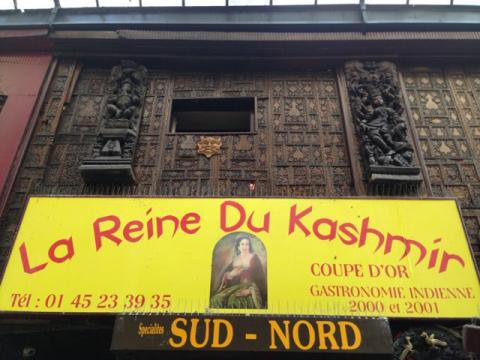 La Reine Du Kashmir
COUPE D'OR
GASTRONOMIE INDIENNE
2000 et 2001
Tél : 01 45 23 39 35
Spécialités SUD - NORD